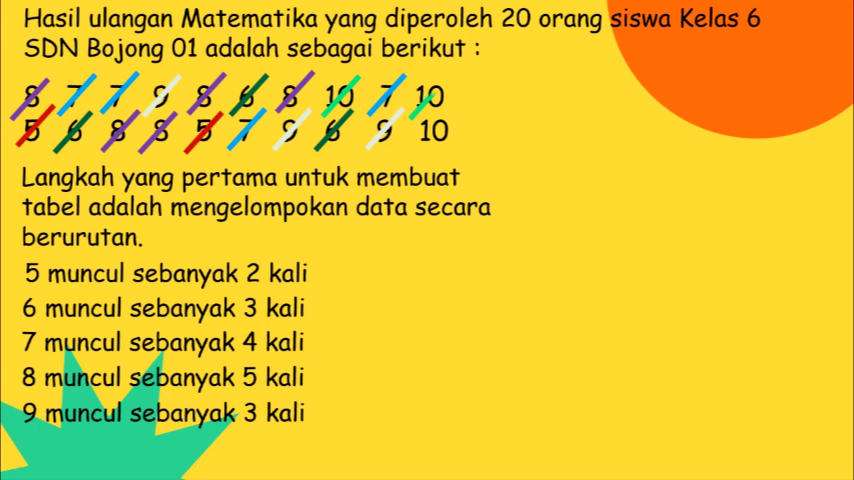 Hasil ulangan Matematika yang diperoleh 20 orang siswa Kelas 6
SDN Bojong 01 adalah sebagai berikut :
8 7 7 9 8 6 8 10 7 10
5 6 8 8 5 7 9 6 9 10
Langkah yang pertama untuk membuat
tabel adalah mengelompokan data secara
berurutan.
5 muncul sebanyak 2 kali
6 muncul sebanyak 3 kali
7 muncul sebanyak 4 kali
8 muncul sebanyak 5 kali
9 muncul sebanyak 3 kali